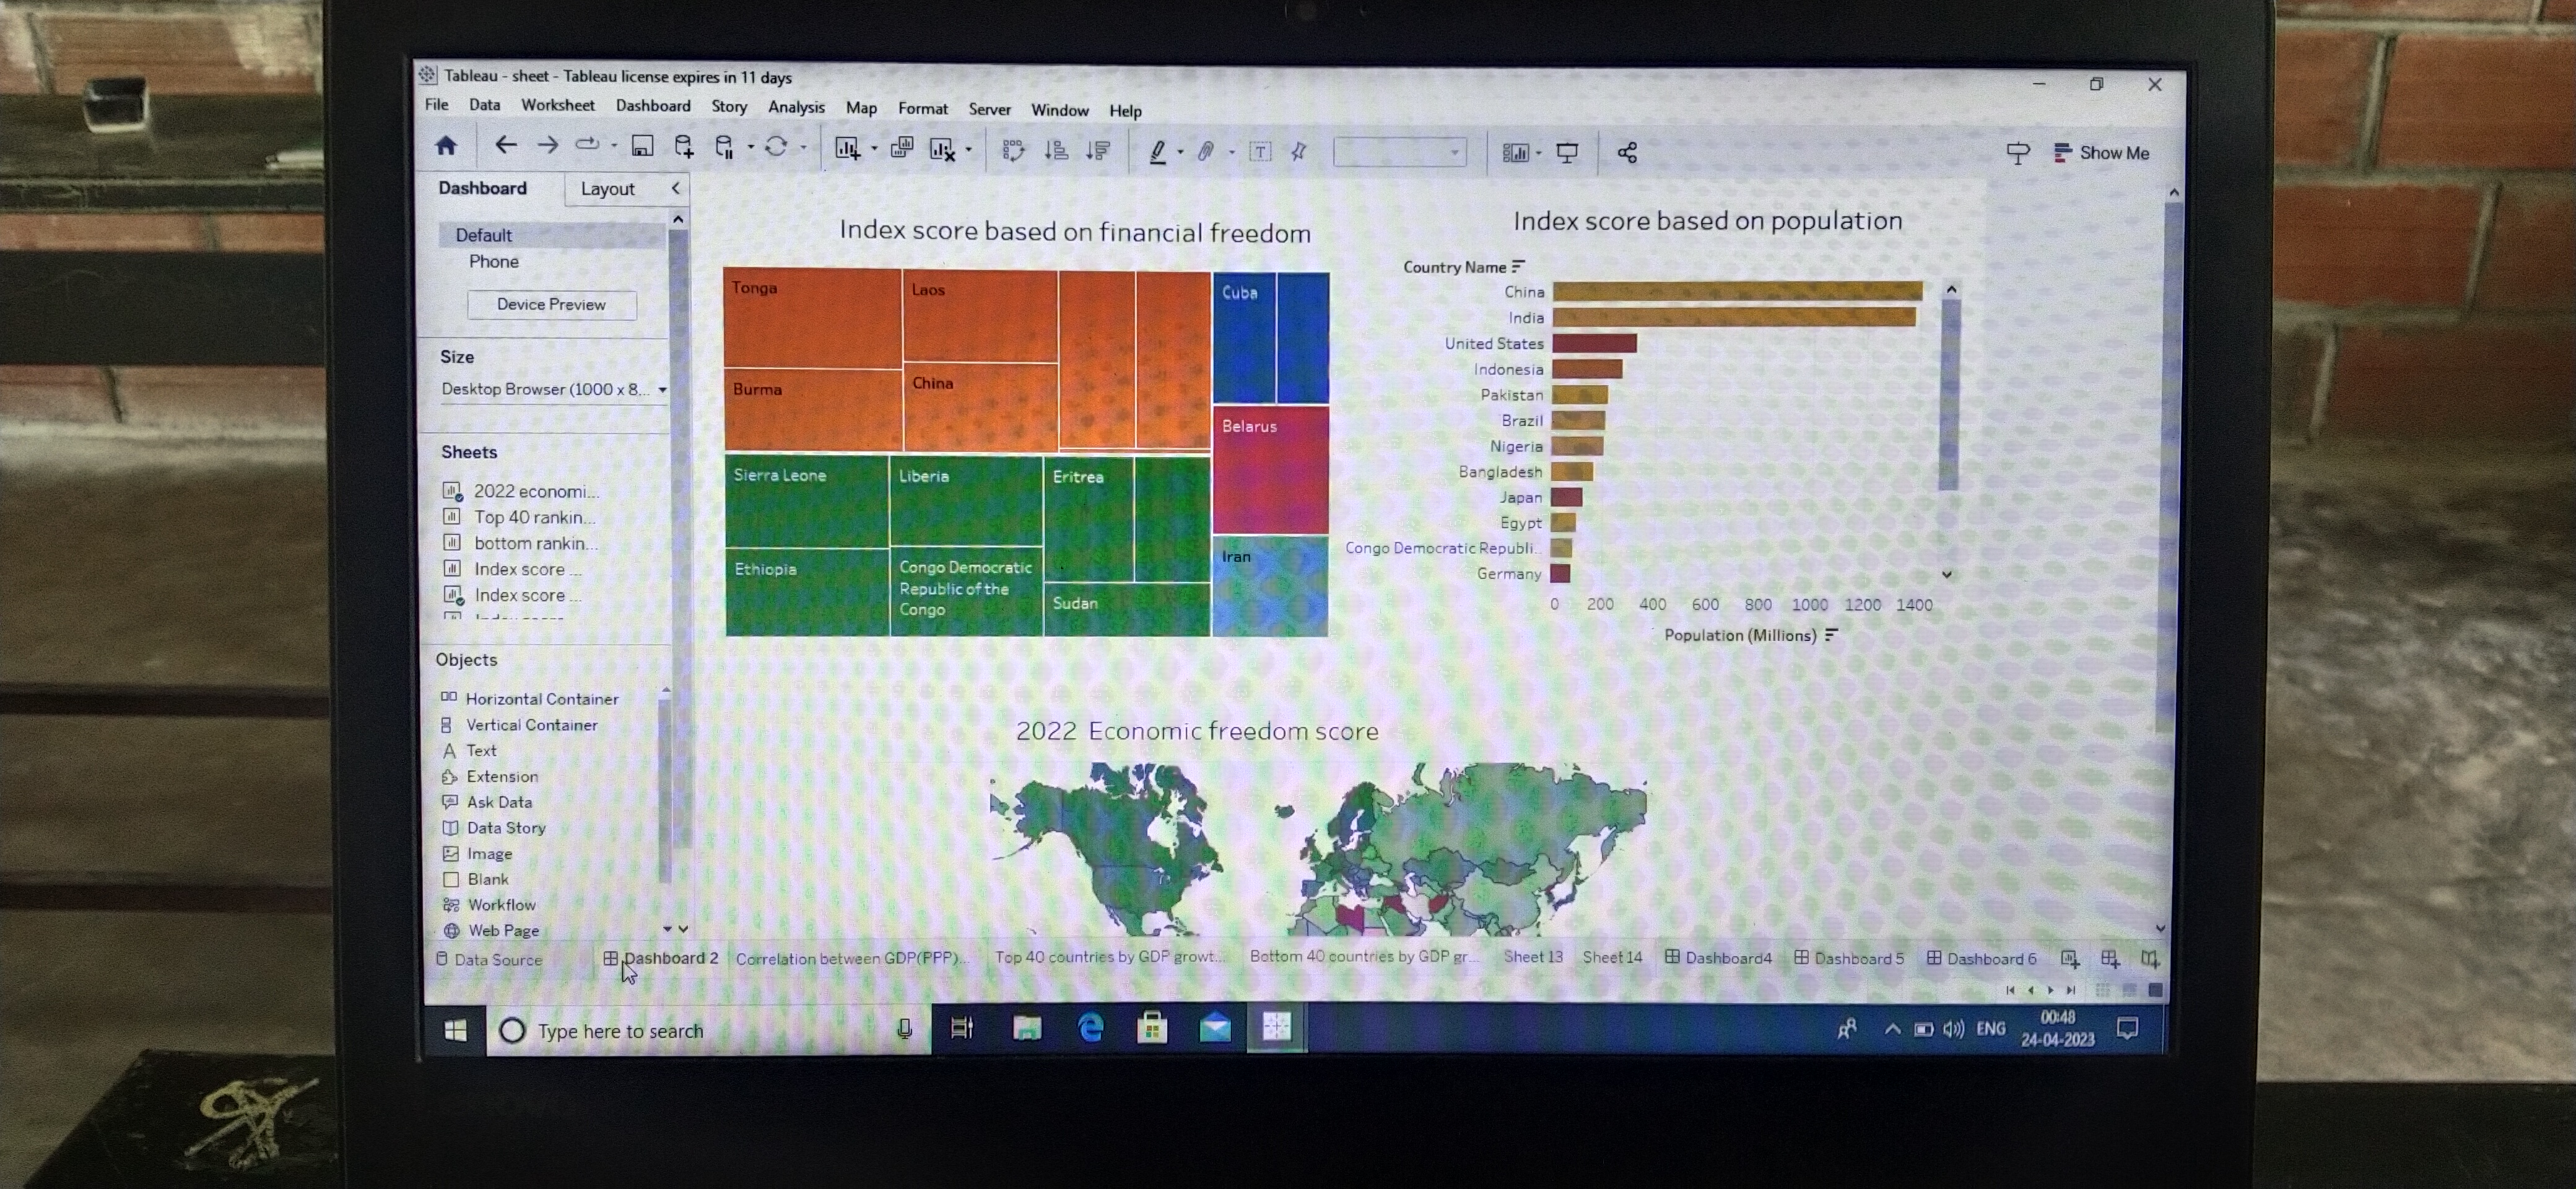 Tableau - sheet - Tableau license expires in 11 days
File Data Worksheet Dashboard Story Analysis Map Format Server Window Help
Show Me
Dashboard Layout
Default
Phone
Device Preview
Size
Desktop Browser (1000 x 8...
Sheets
2022 economi...
Top 40 rankin...
bottom rankin...
Index score ...
Index score ...
Objects
Horizontal Container
Vertical Container
Text
Extension
Ask Data
Data Story
Image
Blank
Workflow
Web Page
Index score based on financial freedom
Tonga
Laos
Cuba
Burma
China
Belarus
Sierra Leone
Liberia
Eritrea
Iran
Ethiopia
Congo Democratic
Republic of the
Congo
Sudan
Index score based on population
Country Name
China
India
United States
Indonesia
Pakistan
Brazil
Nigeria
Bangladesh
Japan
Egypt
Congo Democratic Republi..
Germany
0 200 400 600 800 1000 1200 1400
Population (Millions)
2022 Economic freedom score
Data Source Dashboard 2 Correlation between GDP(PPP)... Top 40 countries by GDP growt... Bottom 40 countries by GDP gr... Sheet 13 Sheet 14 Dashboard4 Dashboard 5 Dashboard 6
Type here to search
ENG
00:48
24-04-2023